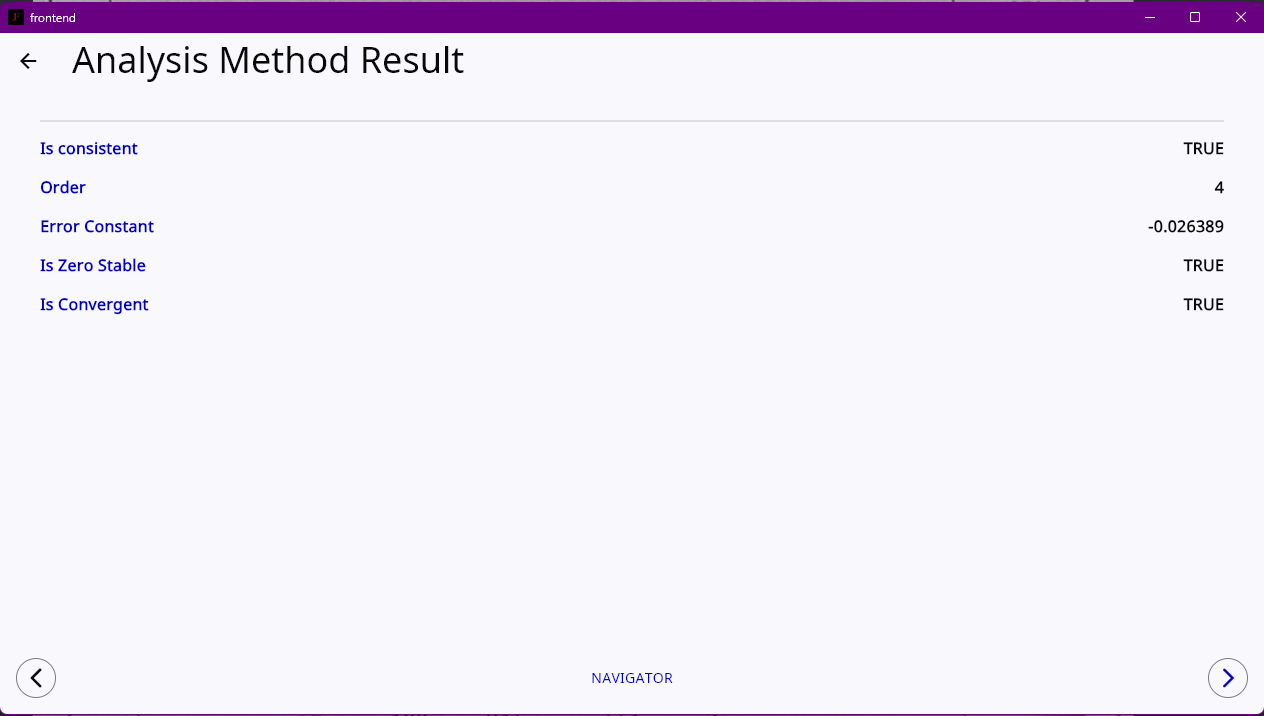 frontend
Analysis Method Result
Is consistent TRUE
Order 4
Error Constant -0.026389
Is Zero Stable TRUE
Is Convergent TRUE
NAVIGATOR